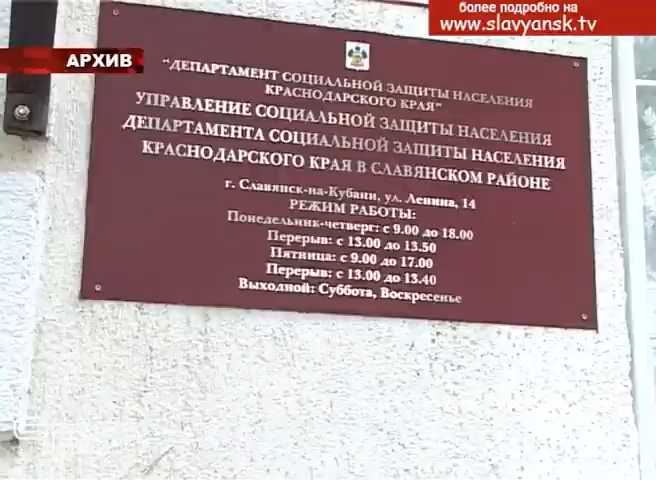 более подробно на
www.slavyansk.tv
АРХИВ
"ДЕПАРТАМЕНТ СОЦИАЛЬНОЙ ЗАЩИТЫ НАСЕЛЕНИЯ
КРАСНОДАРСКОГО КРАЯ"
УПРАВЛЕНИЕ СОЦИАЛЬНОЙ ЗАЩИТЫ НАСЕЛЕНИЯ
ДЕПАРТАМЕНТА СОЦИАЛЬНОЙ ЗАЩИТЫ НАСЕЛЕНИЯ
КРАСНОДАРСКОГО КРАЯ В СЛАВЯНСКОМ РАЙОНЕ
г. Славянск-на-Кубани, ул. Ленина, 14
РЕЖИМ РАБОТЫ:
Понедельник-четверг: с 9.00 до 18.00
Перерыв: с 13.00 до 13.50
Пятница: с 9.00 до 17.00
Перерыв: с 13.00 до 13.40
Выходной: Суббота, Воскресенье